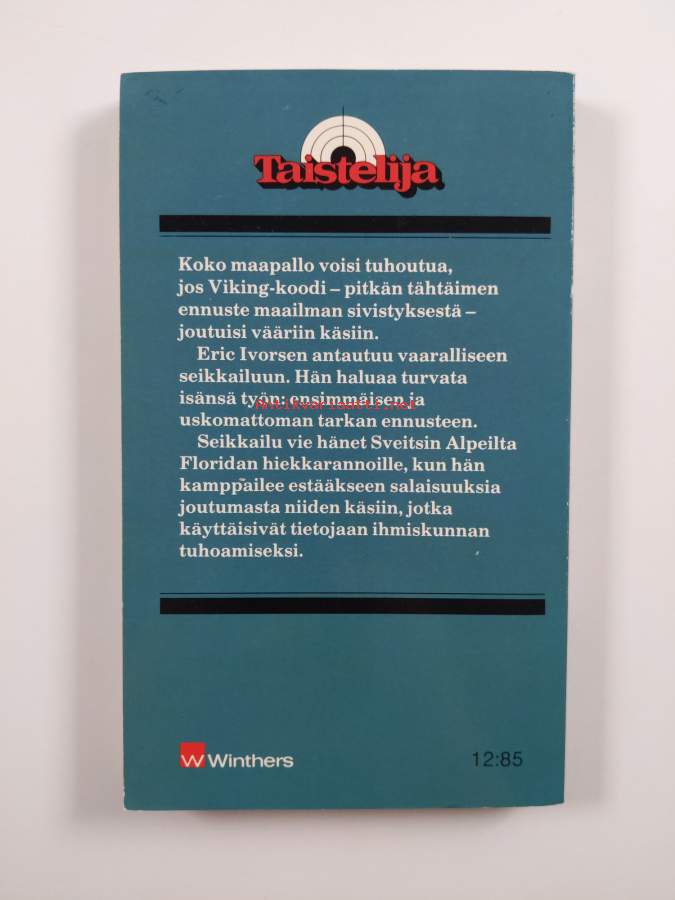 Taistelija
Koko maapallo voisi tuhoutua,
jos Viking-koodi – pitkän tähtäimen
ennuste maailman sivistyksestä –
joutuisi vääriin käsiin.
Eric Ivorsen antautuu vaaralliseen
seikkailuun. Hän haluaa turvata
isänsä työn: ensimmäisen ja
Antikvariaatti.net
uskomattoman tarkan ennusteen.
Seikkailu vie hänet Sveitsin Alpeilta
Floridan hiekkarannoille, kun hän
kamppailee estääkseen salaisuuksia
joutumasta niiden käsiin, jotka
käyttäisivät tietojaan ihmiskunnan
tuhoamiseksi.
W Winthers
12:85